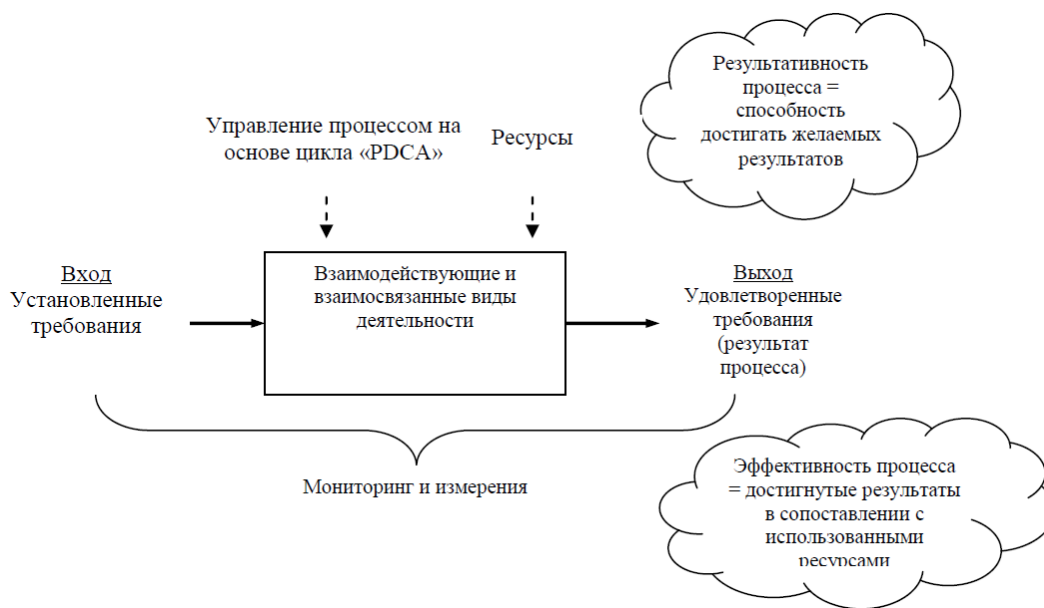 Результативность
процесса =
способность
достигать желаемых
результатов
Управление процессом на
основе цикла «PDCA»
Ресурсы
Вход
Установленные
требования
Взаимодействующие и
взаимосвязанные виды
деятельности
Выход
Удовлетворенные
требования
(результат
процесса)
Мониторинг и измерения
Эффективность процесса
= достигнутые результаты
в сопоставлении с
использованными
ресурсами